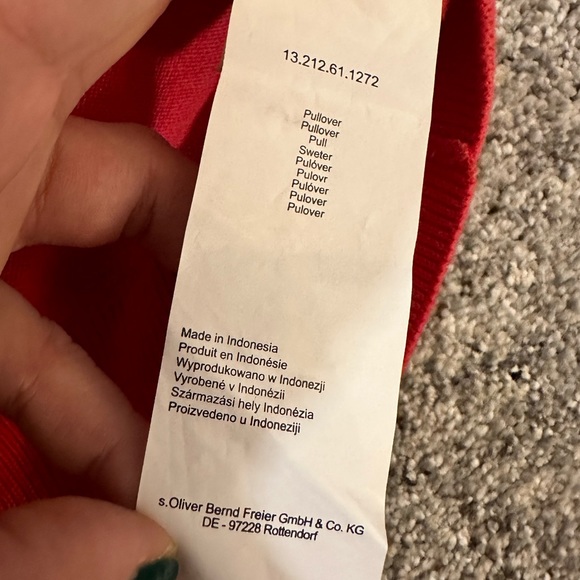 13.212.61.1272
Pullover
Pullover
Pull
Sweter
Pulóver
Pulovr
Pulóver
Pulover
Pulover
Made in Indonesia
Produit en Indonésie
Wyprodukowano w Indonezji
Vyrobené v Indonézii
Származási hely Indonézia
Proizvedeno u Indoneziji
s.Oliver Bernd Freier GmbH & Co. KG
DE - 97228 Rottendorf